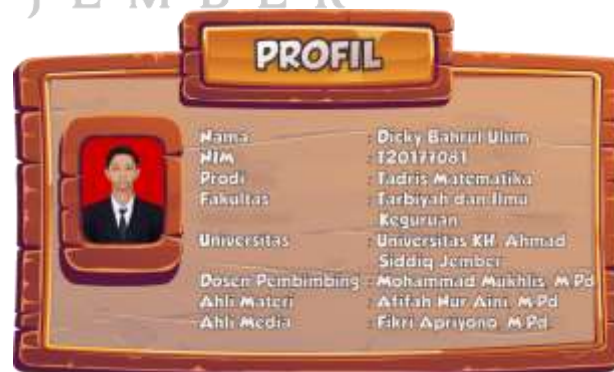 JEMBER
PROFIL
Nama : Dicky Bahrul Ulum
NIM : T20177081
Prodi : Tadris Matematika
Fakultas : Tarbiyah dan Ilmu
Keguruan
Universitas : Universitas KH. Ahmad
Siddiq Jember
Dosen Pembimbing : Mohammad Mukhlis, M.Pd
Ahli Materi : Afifah Nur Aini, M.Pd
Ahli Media : Fikri Apriyono, M.Pd